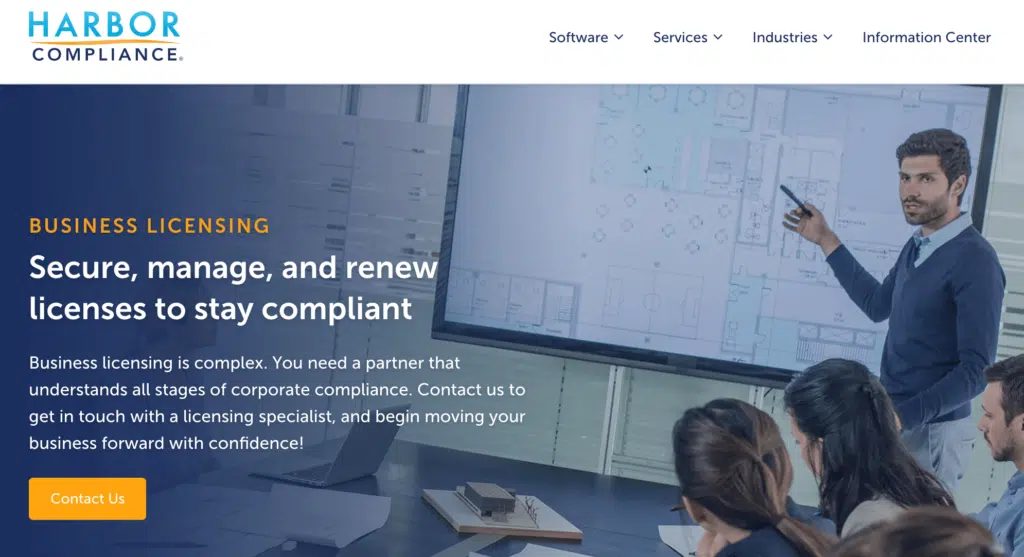 HARBOR
COMPLIANCE®
Software
Services
Industries
Information Center
BUSINESS LICENSING
Secure, manage, and renew
licenses to stay compliant
Business licensing is complex. You need a partner that
understands all stages of corporate compliance. Contact us to
get in touch with a licensing specialist, and begin moving your
business forward with confidence!
Contact Us